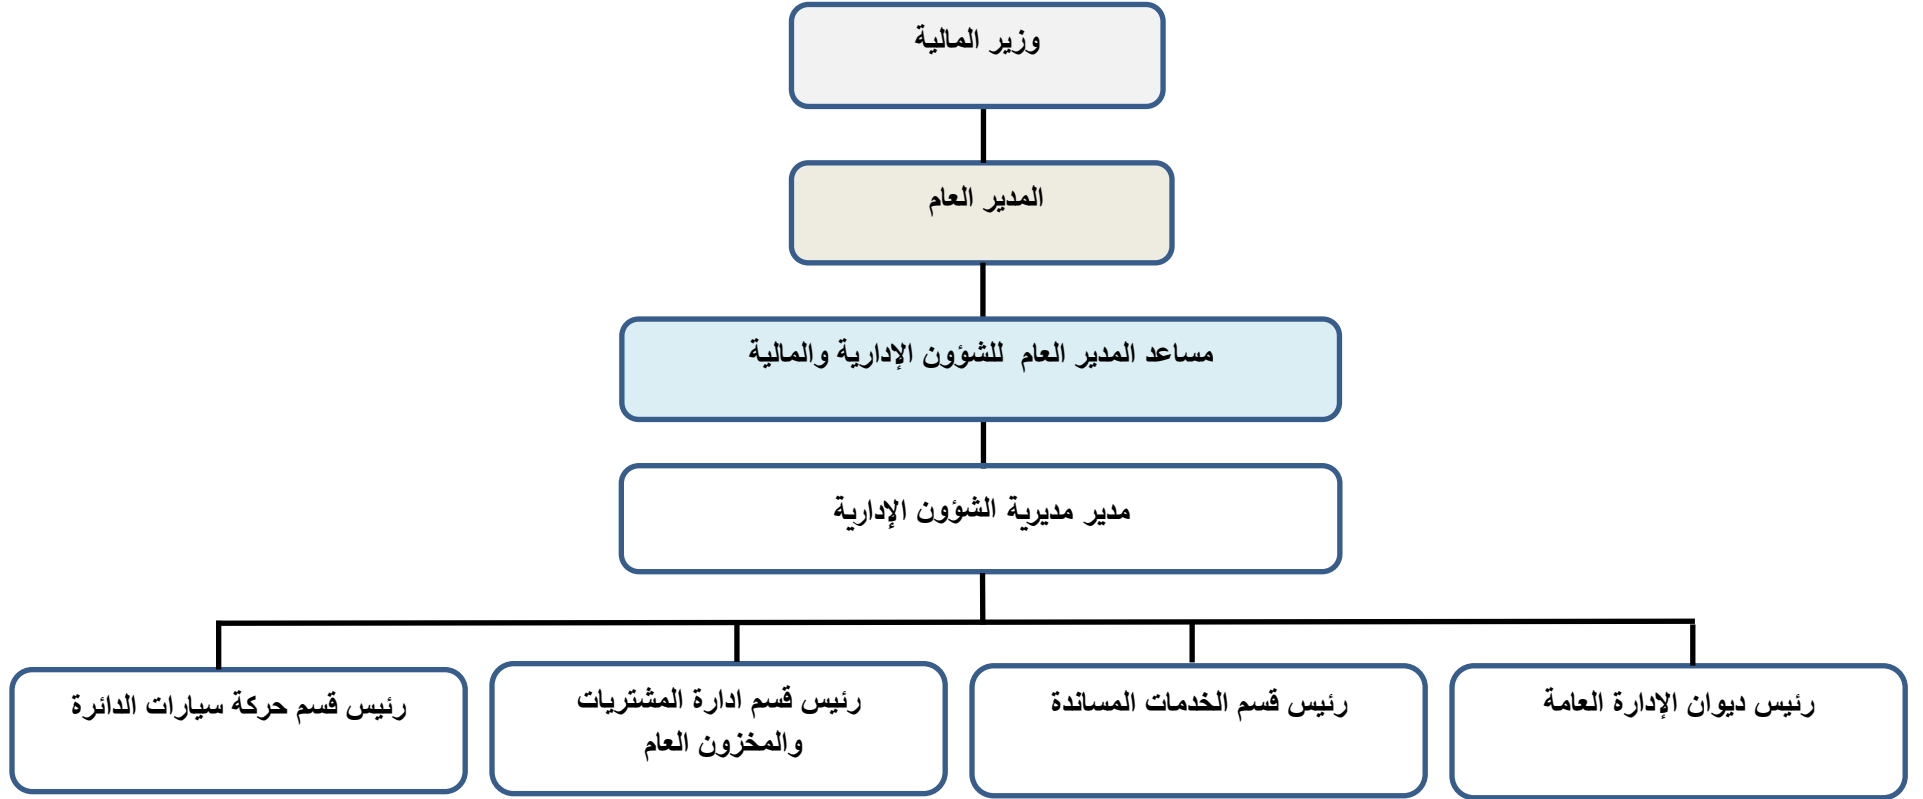 وزير المالية
المدير العام
مساعد المدير العام للشؤون الإدارية والمالية
مدير مديرية الشؤون الإدارية
رئيس ديوان الإدارة العامة
رئيس قسم الخدمات المساندة
رئيس قسم ادارة المشتريات
والمخزون العام
رئيس قسم حركة سيارات الدائرة